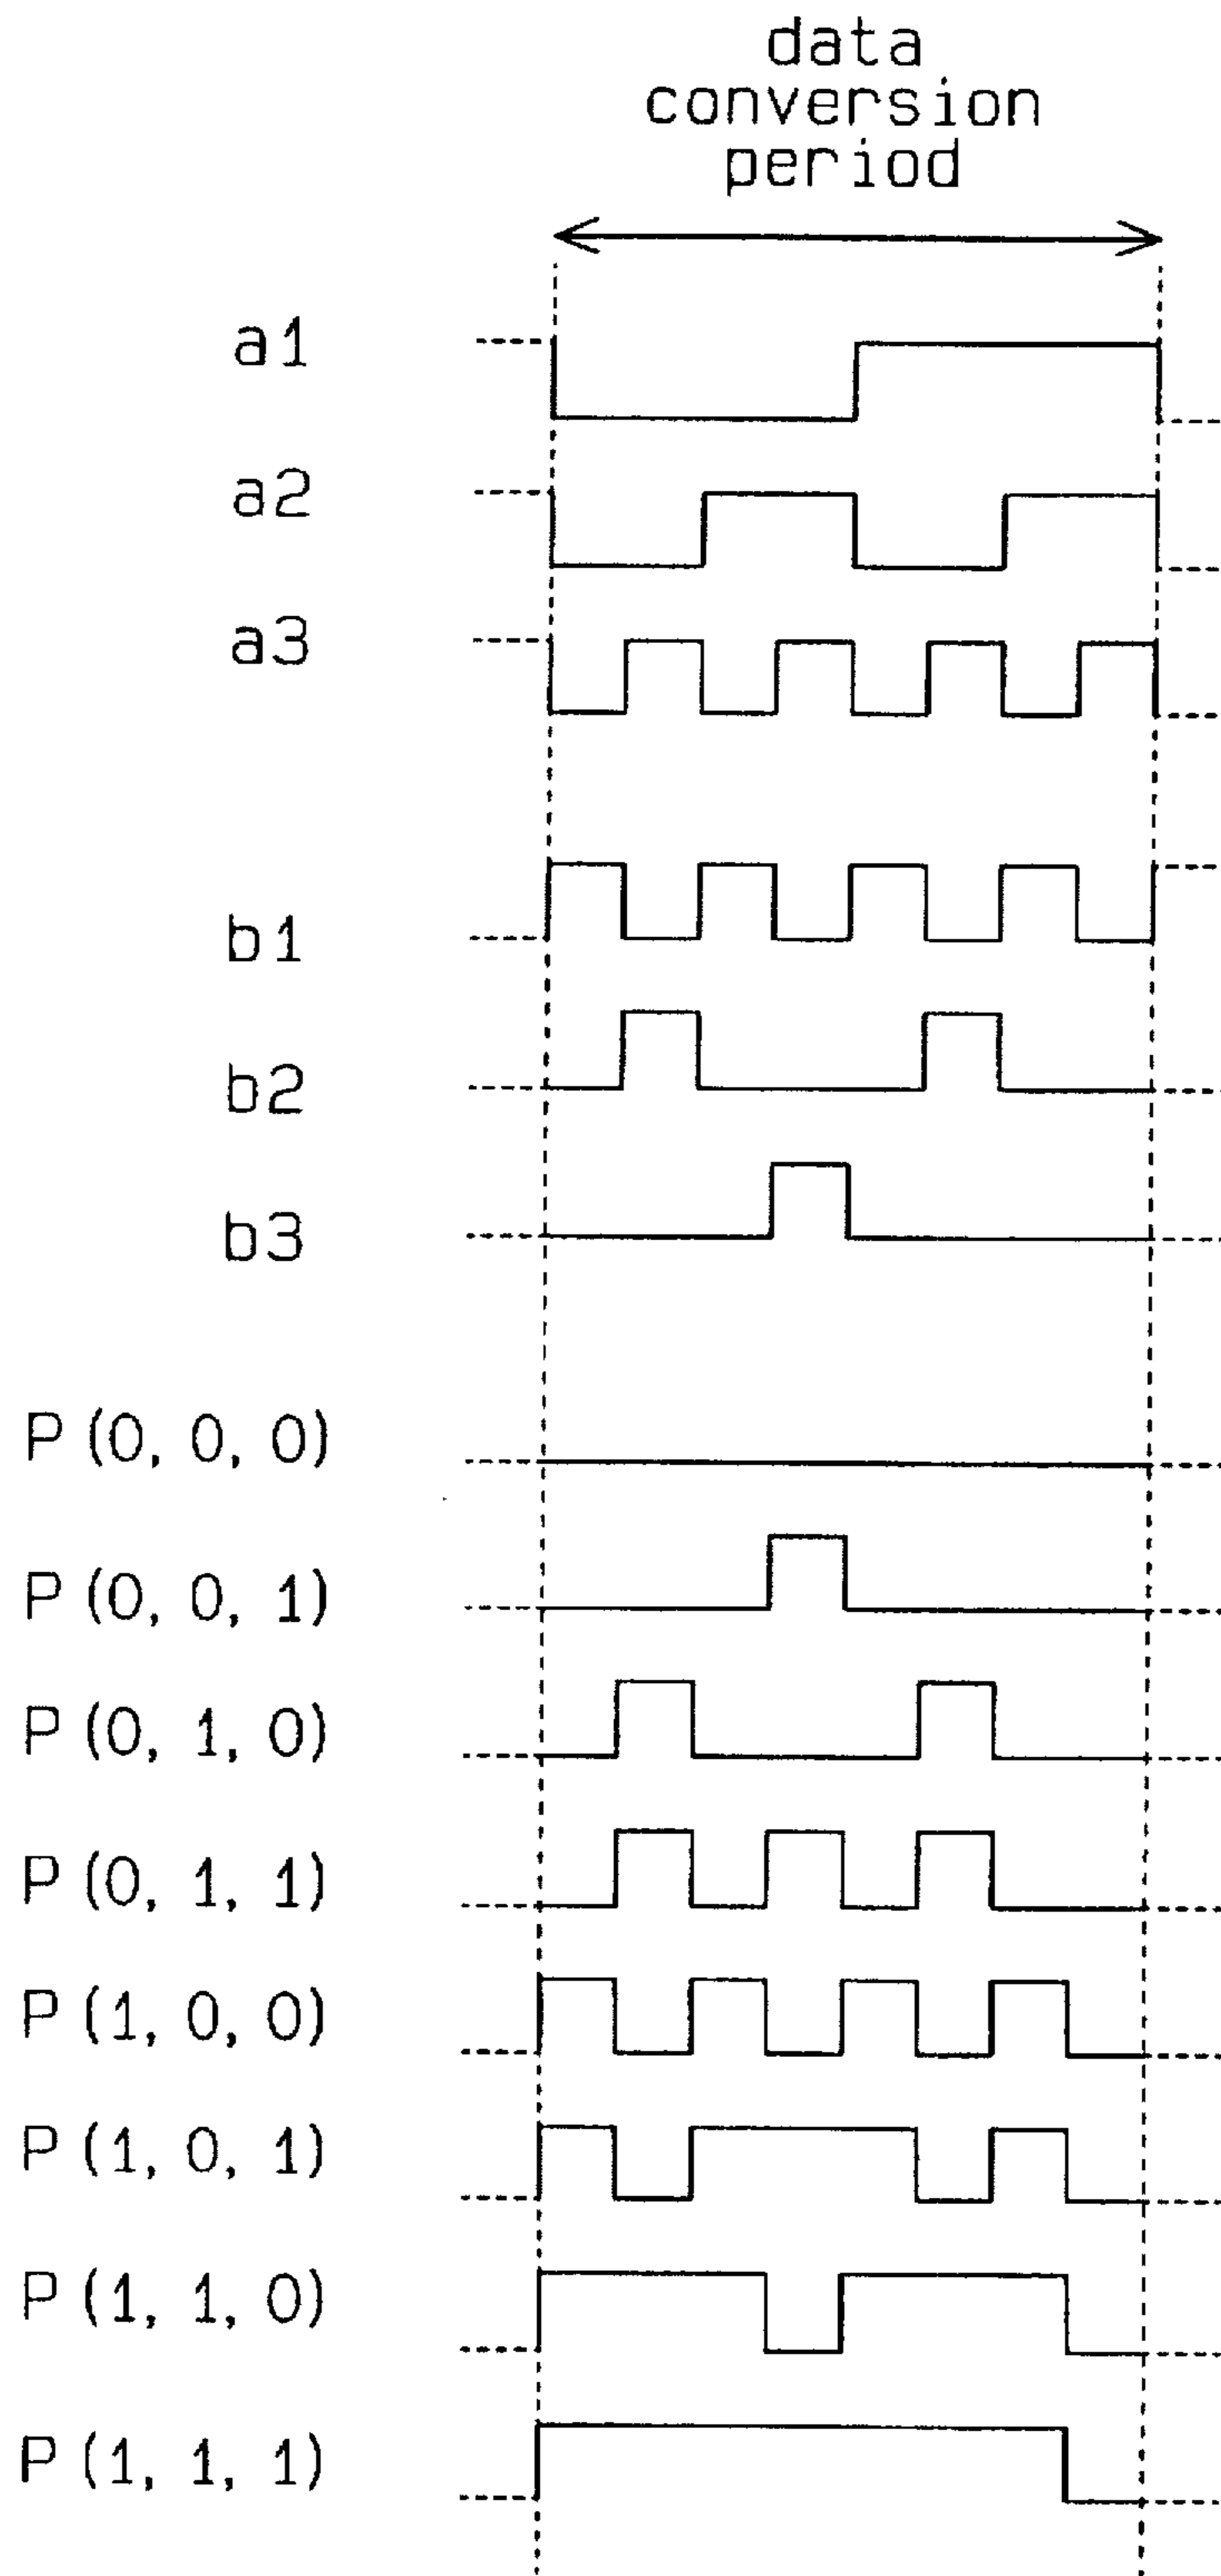 data
conversion
period
a1
a2
a3
b1
b2
b3
P (0, 0, 0)
P (0, 0, 1)
P (0, 1, 0)
P (0, 1, 1)
P (1, 0, 0)
P (1, 0, 1)
P (1, 1, 0)
P (1, 1, 1)